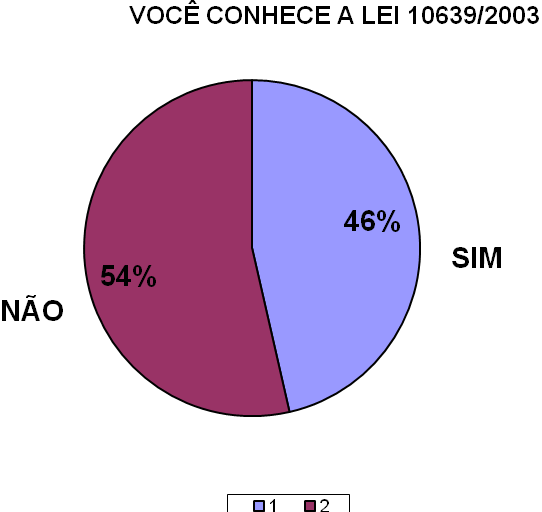 VOCÊ CONHECE A LEI 10639/2003
46%
SIM
54%
NÃO
1 2